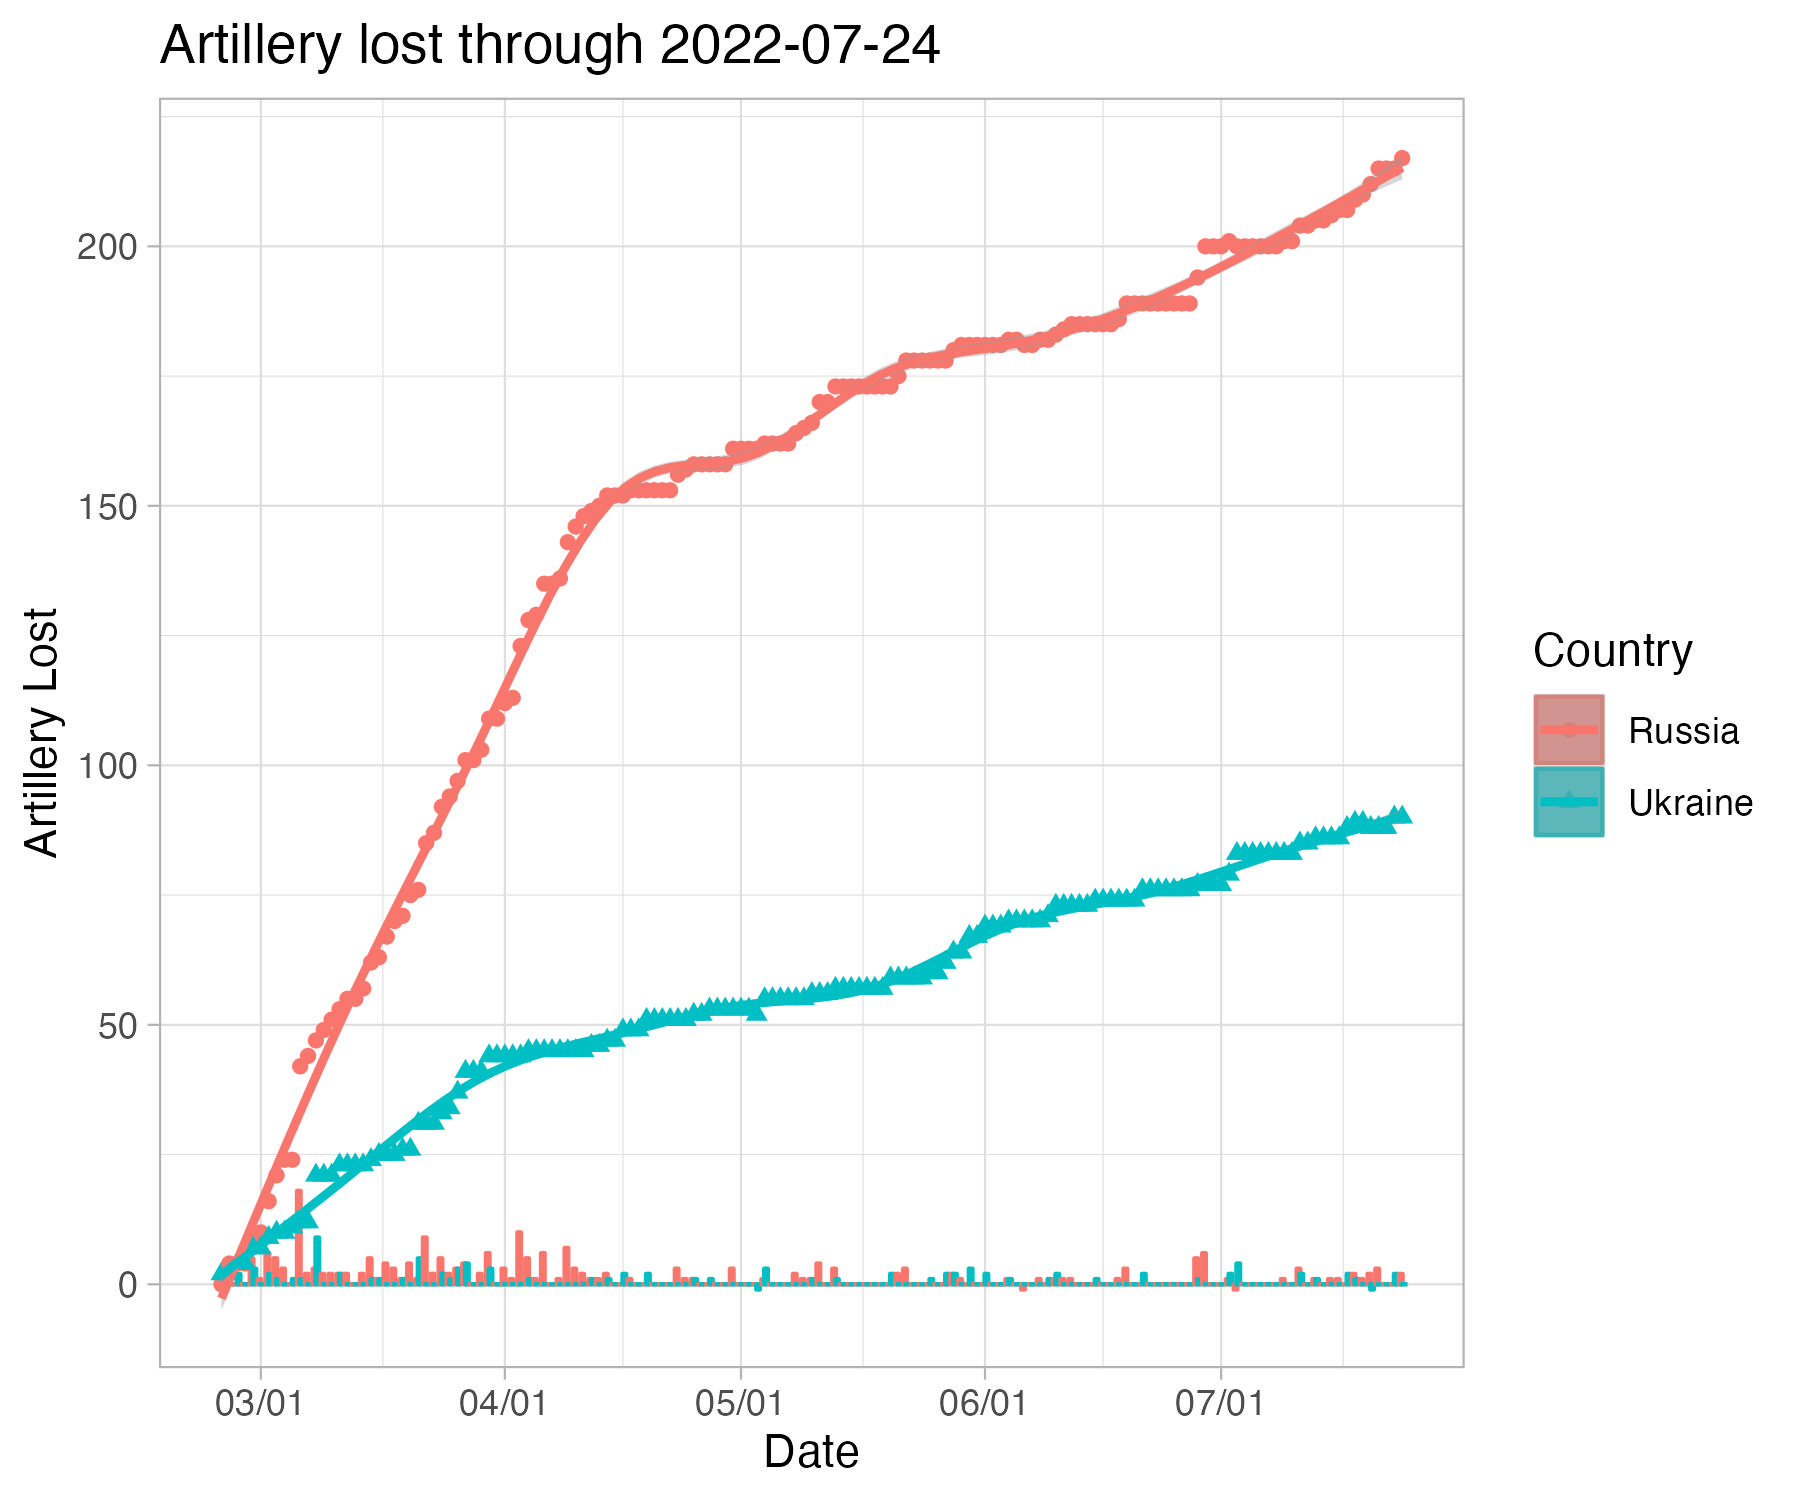 Artillery lost through 2022-07-24
Artillery Lost
200
150
100
50
0
03/01
04/01
05/01
06/01
07/01
Date
Country
Russia
Ukraine